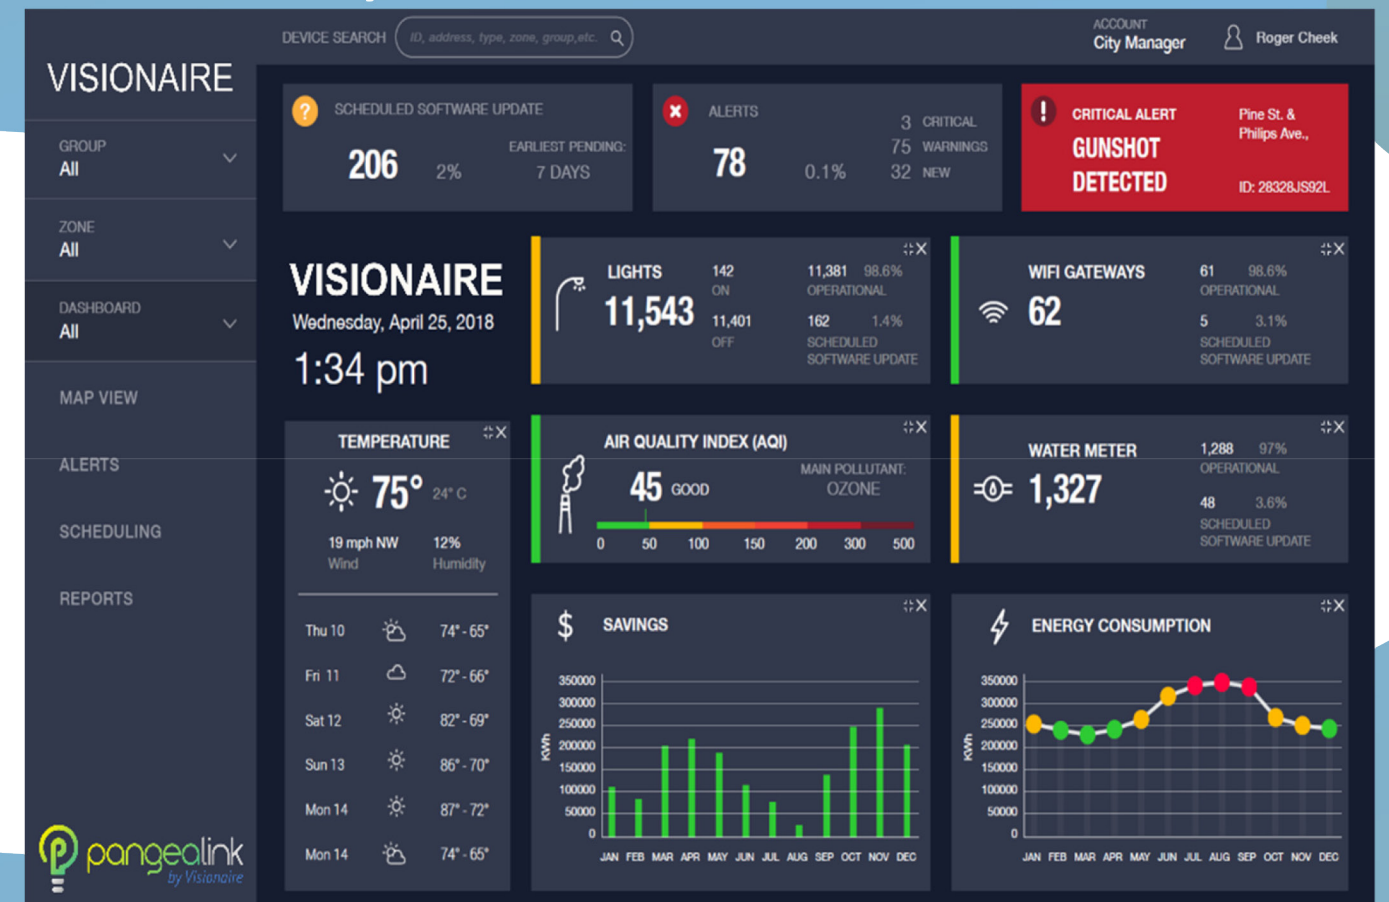 DEVICE SEARCH
ID, address, type, zone, group,etc.
ACCOUNT
City Manager
Roger Cheek
VISIONAIRE
GROUP
All
ZONE
All
DASHBOARD
All
MAP VIEW
ALERTS
SCHEDULING
REPORTS
pangealink
by Visionaire
?
SCHEDULED SOFTWARE UPDATE
206
2%
EARLIEST PENDING:
7 DAYS
ALERTS
78
0.1%
3 CRITICAL
75 WARNINGS
32 NEW
!
CRITICAL ALERT
GUNSHOT
DETECTED
Pine St. &
Philips Ave.,
ID: 28328JS92L
VISIONAIRE
Wednesday, April 25, 2018
1:34 pm
LIGHTS
11,543
142
ON
11,401
OFF
11,381 98.6%
OPERATIONAL
162 1.4%
SCHEDULED
SOFTWARE UPDATE
X
WIFI GATEWAYS
62
61 98.6%
OPERATIONAL
5 3.1%
SCHEDULED
SOFTWARE UPDATE
X
TEMPERATURE
X
75° 24° C
19 mph NW
Wind
12%
Humidity
Thu 10 74° - 65°
Fri 11 72° - 66°
Sat 12 82° - 69°
Sun 13 86° - 70°
Mon 14 87° - 72°
Mon 14 74° - 65°
AIR QUALITY INDEX (AQI)
X
45 GOOD
MAIN POLLUTANT:
OZONE
0 50 100 150 200 300 500
WATER METER
1,327
1,288 97%
OPERATIONAL
48 3.6%
SCHEDULED
SOFTWARE UPDATE
X
$ SAVINGS
X
KWh
350000
300000
250000
200000
150000
100000
50000
0
JAN FEB MAR APR MAY JUN JUL AUG SEP OCT NOV DEC
ENERGY CONSUMPTION
X
KWh
350000
300000
250000
200000
150000
100000
50000
0
JAN FEB MAR APR MAY JUN JUL AUG SEP OCT NOV DEC